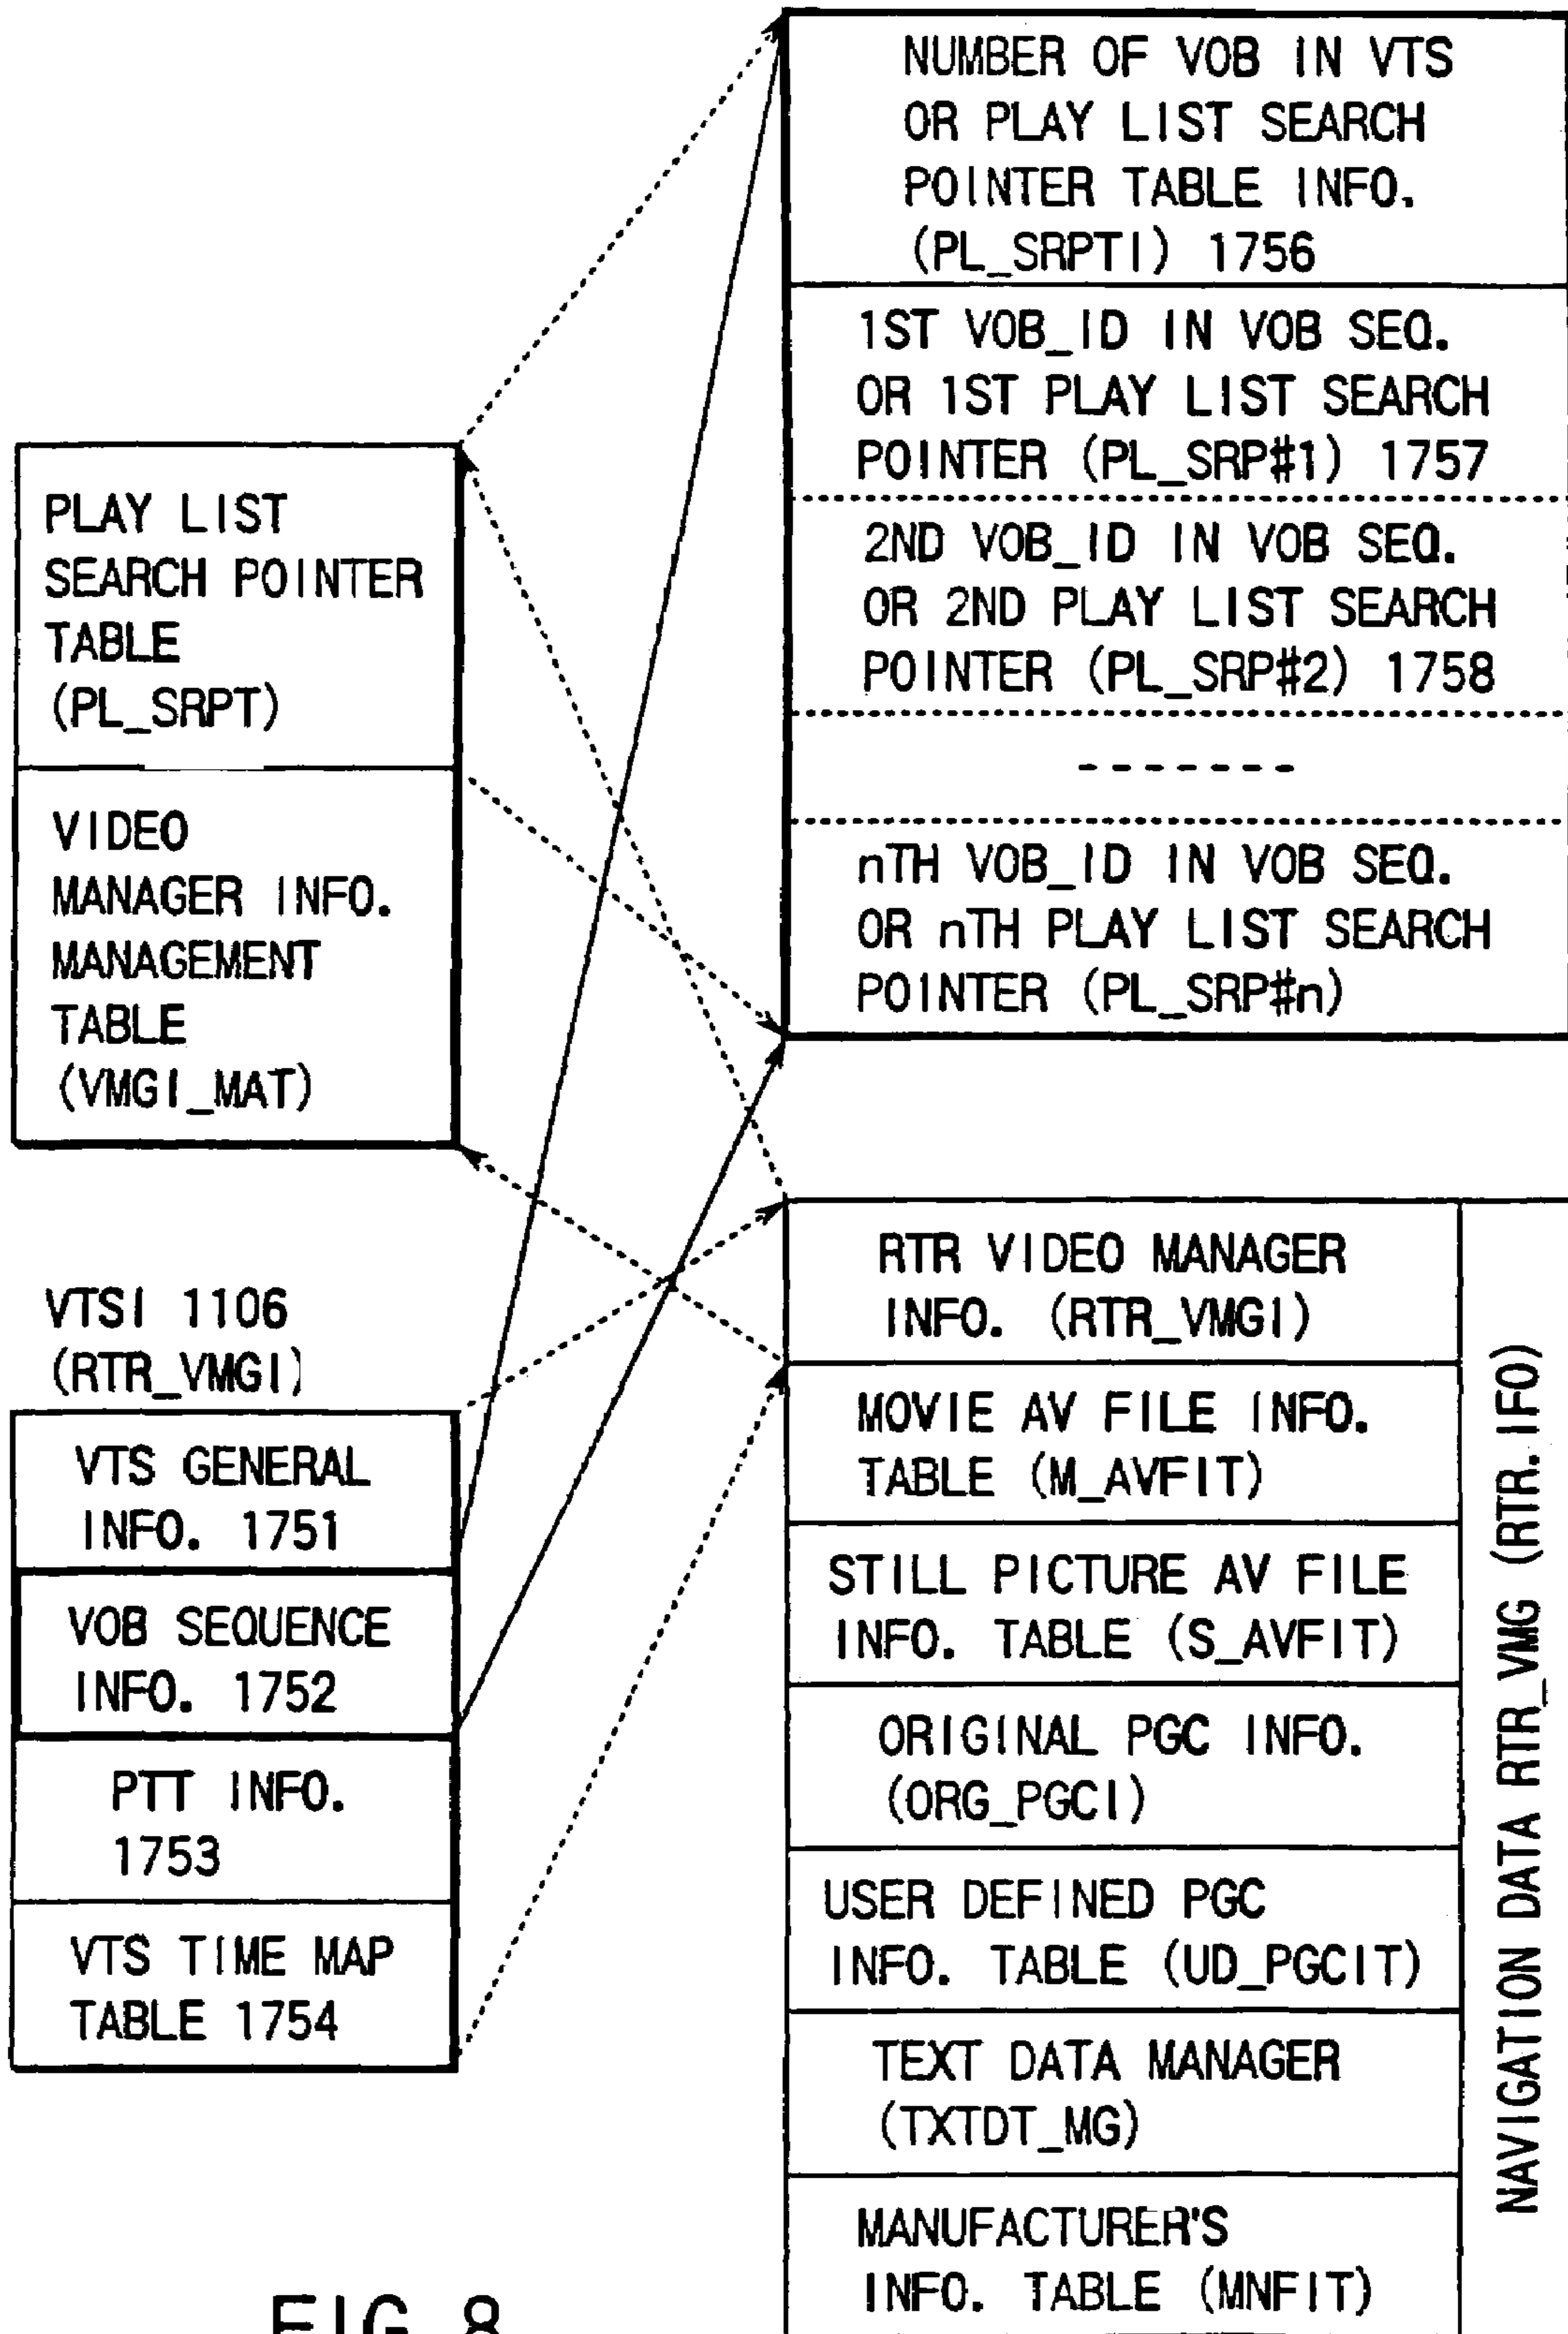 NUMBER OF VOB IN VTS
OR PLAY LIST SEARCH
POINTER TABLE INFO.
(PL_SRPTI) 1756
1ST VOB_ID IN VOB SEQ.
OR 1ST PLAY LIST SEARCH
POINTER (PL_SRP#1) 1757
2ND VOB_ID IN VOB SEQ.
OR 2ND PLAY LIST SEARCH
POINTER (PL_SRP#2) 1758
-------
nTH VOB_ID IN VOB SEQ.
OR nTH PLAY LIST SEARCH
POINTER (PL_SRP#n)
PLAY LIST
SEARCH POINTER
TABLE
(PL_SRPT)
VIDEO
MANAGER INFO.
MANAGEMENT
TABLE
(VMGI_MAT)
VTSI 1106
(RTR_VMGI)
VTS GENERAL
INFO. 1751
VOB SEQUENCE
INFO. 1752
PTT INFO.
1753
VTS TIME MAP
TABLE 1754
RTR VIDEO MANAGER
INFO. (RTR_VMGI)
MOVIE AV FILE INFO.
TABLE (M_AVFIT)
STILL PICTURE AV FILE
INFO. TABLE (S_AVFIT)
ORIGINAL PGC INFO.
(ORG_PGCI)
USER DEFINED PGC
INFO. TABLE (UD_PGCIT)
TEXT DATA MANAGER
(TXTDT_MG)
MANUFACTURER'S
INFO. TABLE (MNFIT)
NAVIGATION DATA RTR_VMG (RTR.IFO)
FIG. 8